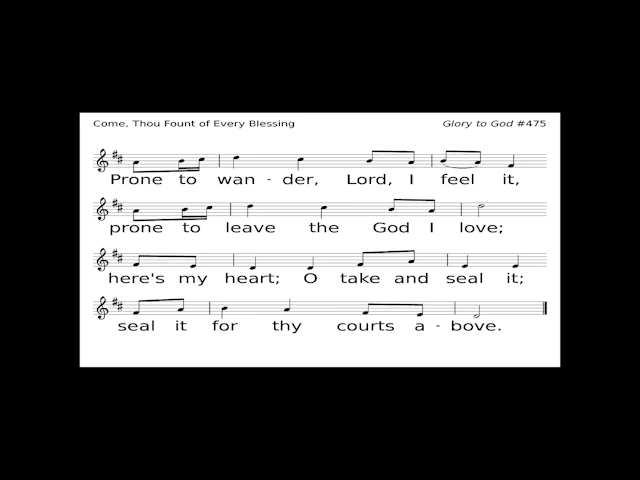 Come, Thou Fount of Every Blessing Glory to God #475
Prone to wan - der, Lord, I feel it,
prone to leave the God I love;
here's my heart; O take and seal it;
seal it for thy courts a - bove.